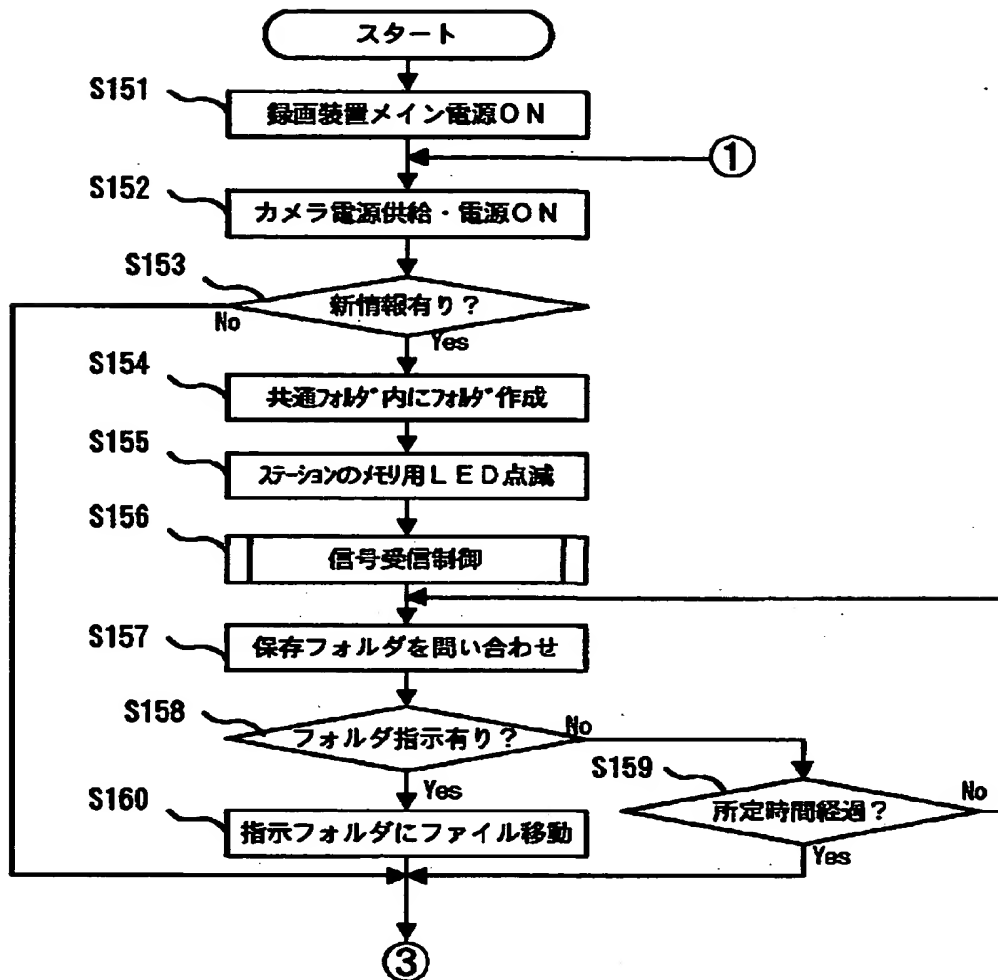 スタート
S151
録画装置メイン電源ON
①
S152
カメラ電源供給・電源ON
S153
新情報有り?
No
Yes
S154
共通フォルダ内にフォルダ作成
S155
ステーションのメモリ用LED点滅
S156
信号受信制御
S157
保存フォルダを問い合わせ
S158
フォルダ指示有り?
No
Yes
S159
所定時間経過?
No
Yes
S160
指示フォルダにファイル移動
③